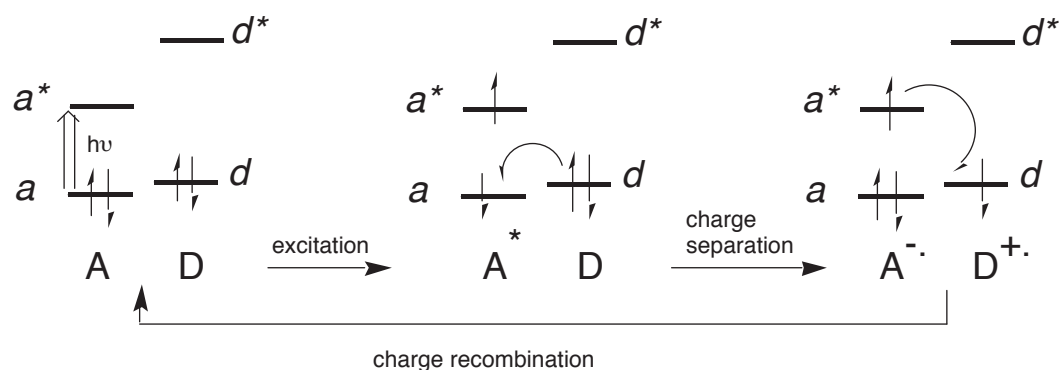 d* d* d*
a* a* a*
hυ
a d a d a d
A D excitation A* D charge separation A-. D+.
charge recombination